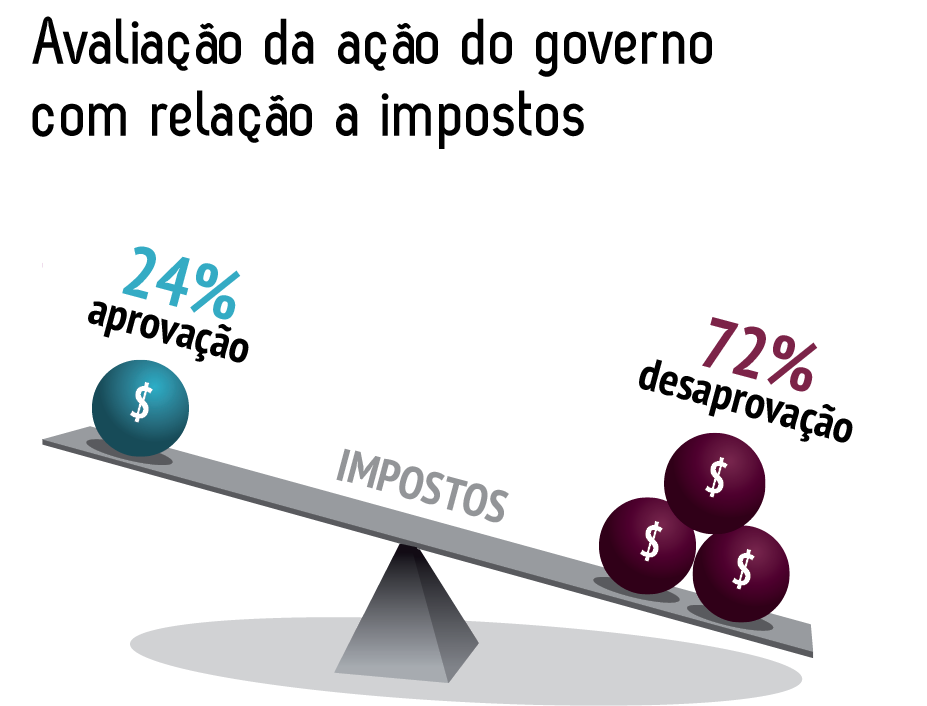 Avaliação da ação do governo
com relação a impostos
24%
aprovação
$
72%
desaprovação
IMPOSTOS
$
$
$